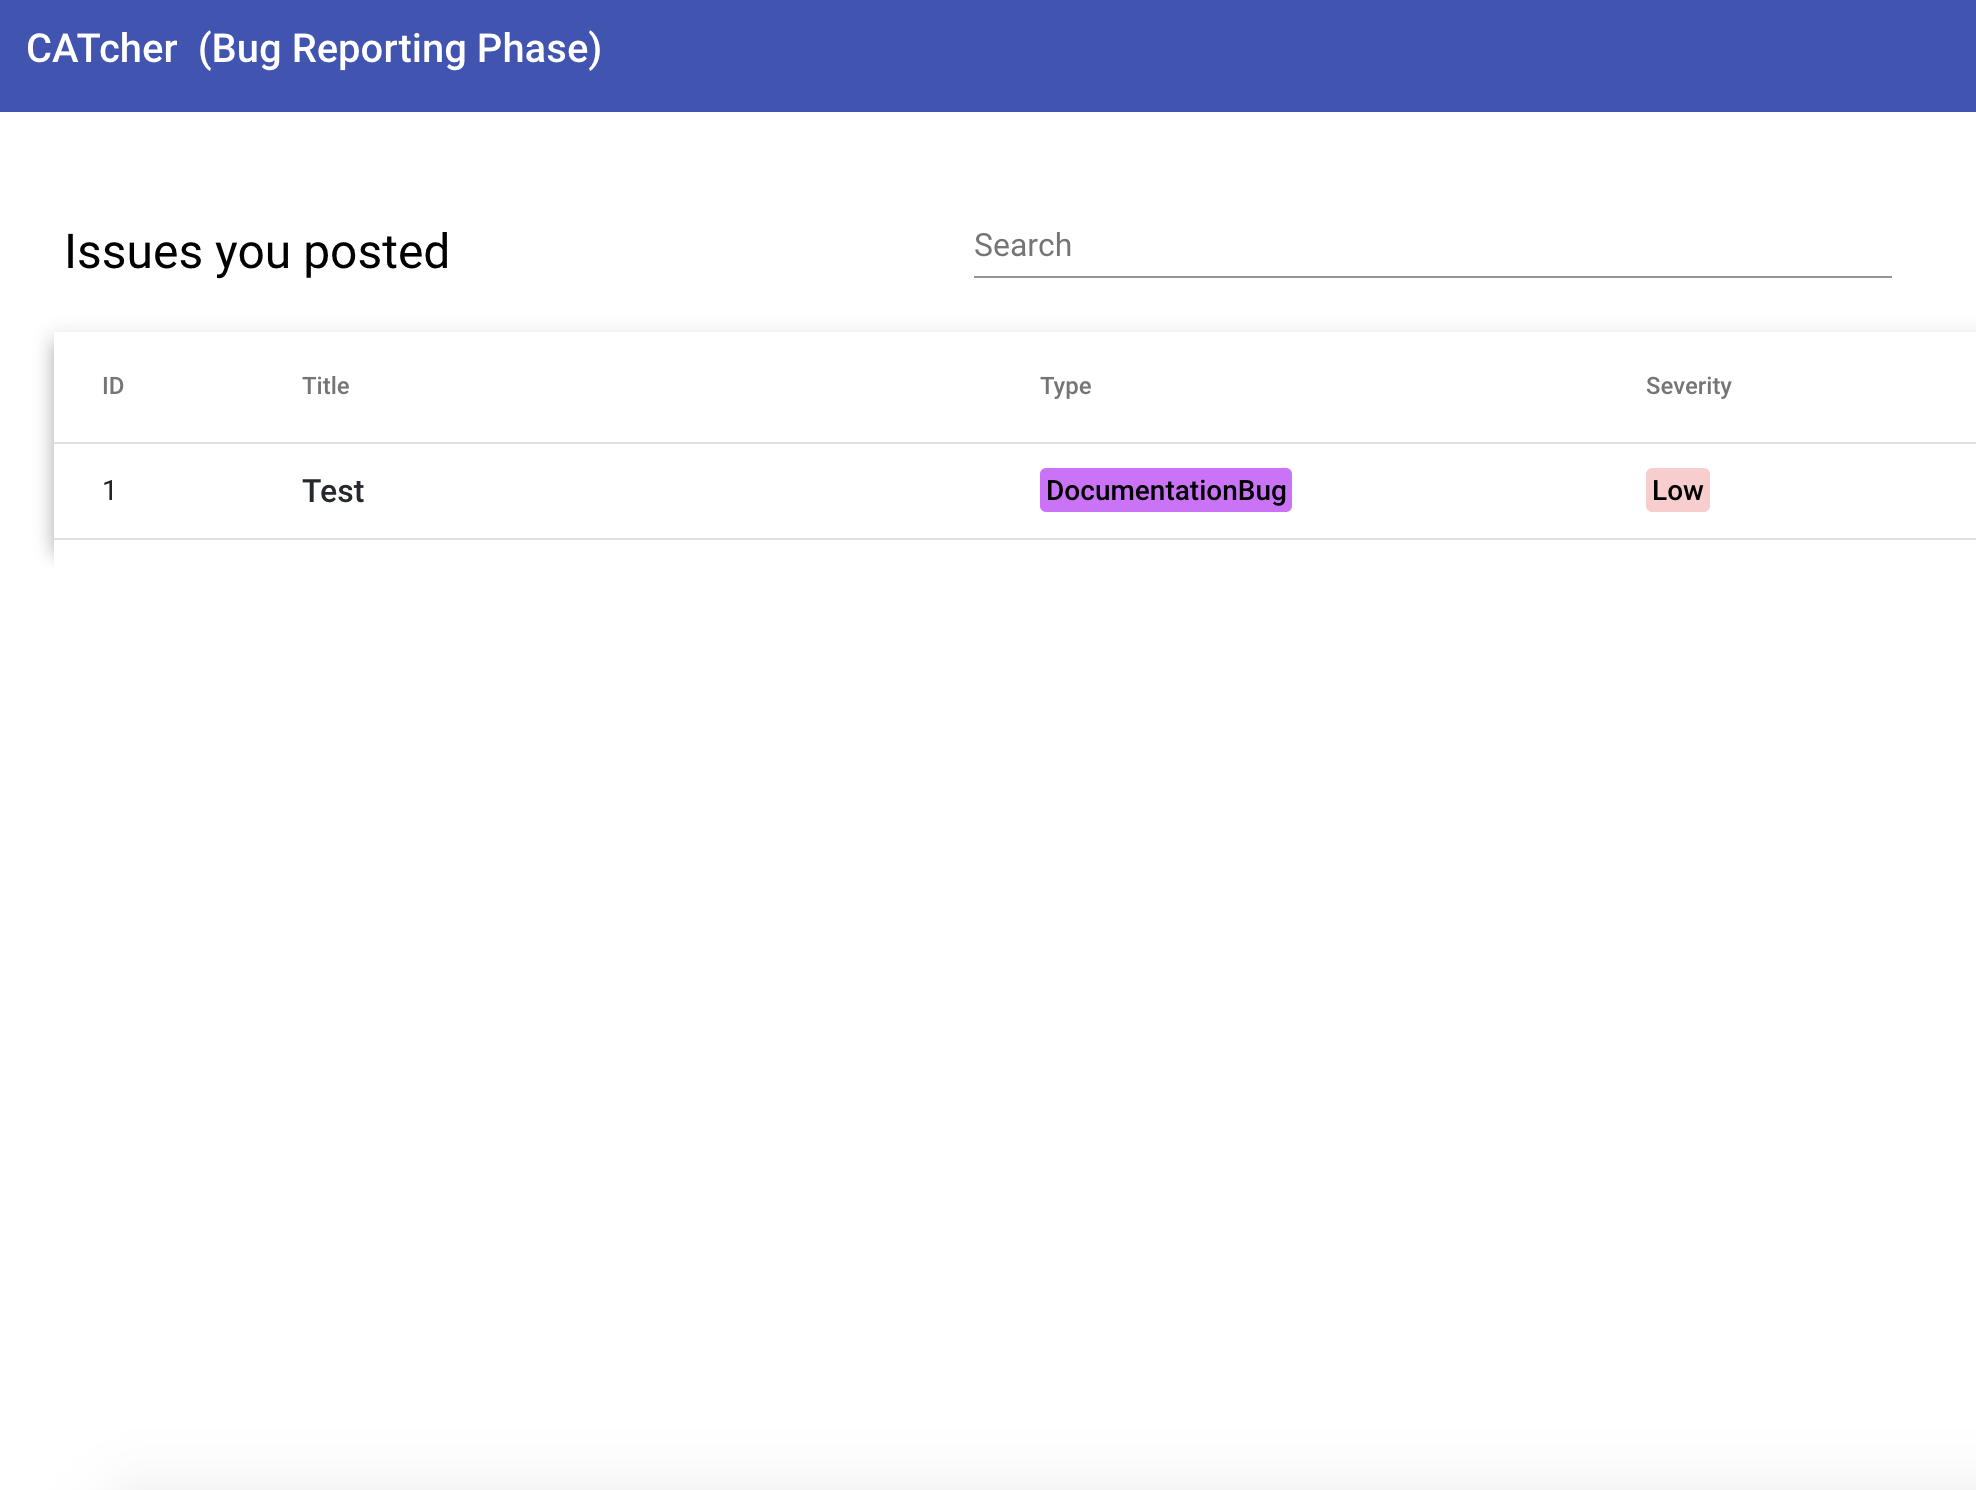 CATcher (Bug Reporting Phase)
Issues you posted
Search
ID Title Type Severity
1 Test DocumentationBug Low